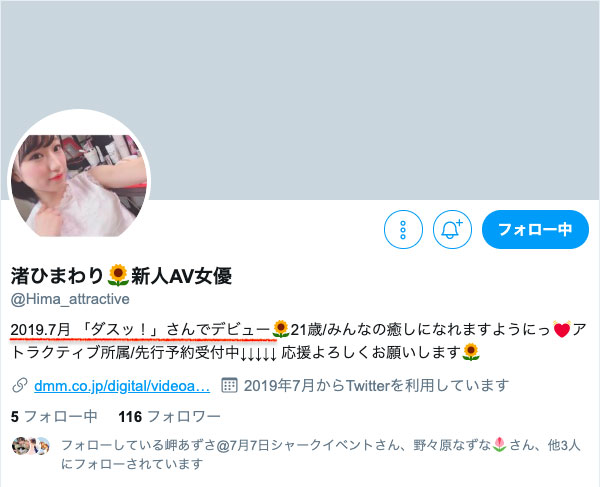 フォロー中
渚ひまわり🌻新人AV女優
@Hima_attractive
2019.7月 「ダスッ！」さんでデビュー🌻21歳/みんなの癒しになれますようにっ💓ア
トラクティブ所属/先行予約受付中↓↓↓↓↓ 応援よろしくお願いします🌻
dmm.co.jp/digital/videoa… 2019年7月からTwitterを利用しています
5 フォロー中 116 フォロワー
フォローしている岬あずさ@7月7日シャークイベントさん、野々原なずな🌷さん、他3人
にフォローされています